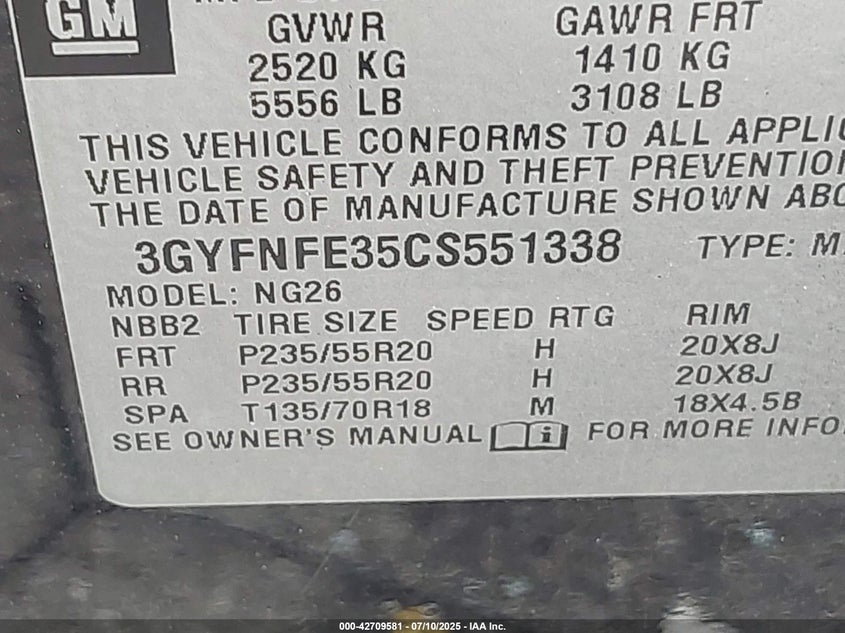 GM
GVWR GAWR FRT
2520 KG 1410 KG
5556 LB 3108 LB
THIS VEHICLE CONFORMS TO ALL
VEHICLE SAFETY AND THEFT PREVENTION
THE DATE OF MANUFACTURE SHOWN
3GYFNFE35CS551338 TYPE:
MODEL: NG26
NBB2 TIRE SIZE SPEED RTG RIM
FRT P235/55R20 H 20X8J
RR P235/55R20 H 20X8J
SPA T135/70R18 M 18X4.5B
SEE OWNER'S MANUAL i FOR MORE INFO
000-42709581 - 07/10/2025 - IAA Inc.